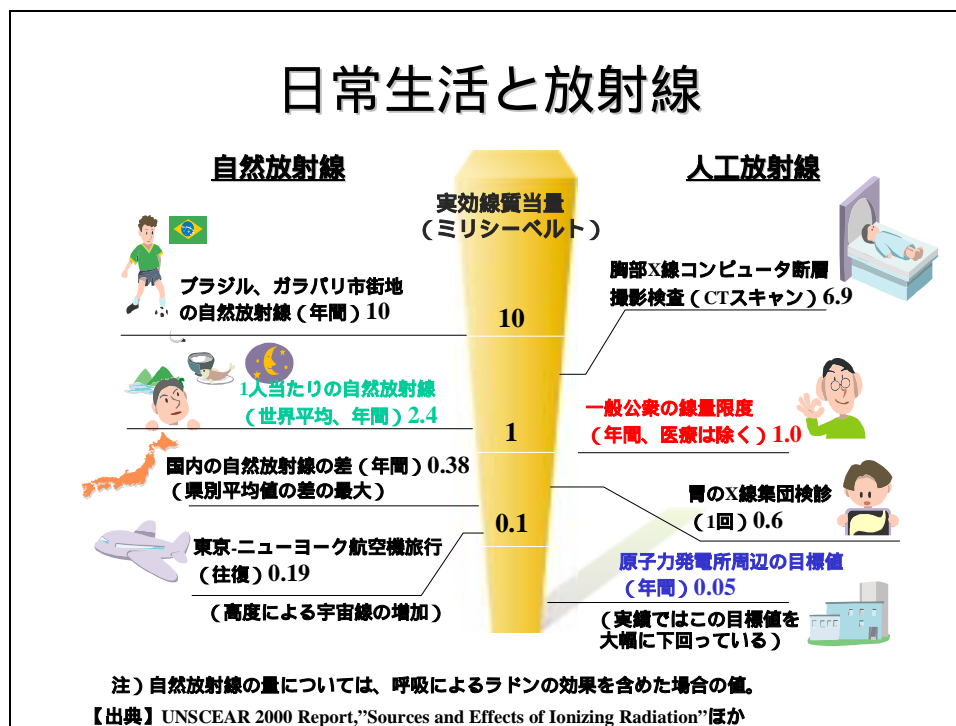 日常生活と放射線
自然放射線
人工放射線
実効線質当量
(ミリシーベルト)
ブラジル、ガラパリ市街地
の自然放射線(年間)10
胸部X線コンピュータ断層
撮影検査(CTスキャン)6.9
10
1人当たりの自然放射線
(世界平均、年間)2.4
一般公衆の線量限度
(年間、医療は除く)1.0
1
国内の自然放射線の差(年間)0.38
(県別平均値の差の最大)
胃のX線集団検診
(1回)0.6
0.1
東京-ニューヨーク航空機旅行
(往復)0.19
(高度による宇宙線の増加)
原子力発電所周辺の目標値
(年間)0.05
(実績ではこの目標値を
大幅に下回っている)
注)自然放射線の量については、呼吸によるラドンの効果を含めた場合の値。
【出典】UNSCEAR 2000 Report,”Sources and Effects of Ionizing Radiation”ほか